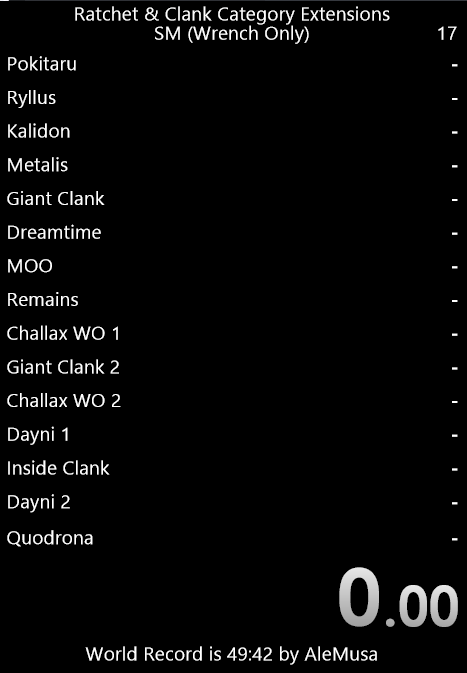 Ratchet & Clank Category Extensions
SM (Wrench Only) 17
Pokitaru -
Ryllus -
Kalidon -
Metalis -
Giant Clank -
Dreamtime -
MOO -
Remains -
Challax WO 1 -
Giant Clank 2 -
Challax WO 2 -
Dayni 1 -
Inside Clank -
Dayni 2 -
Quodrona -
0.00
World Record is 49:42 by AleMusa